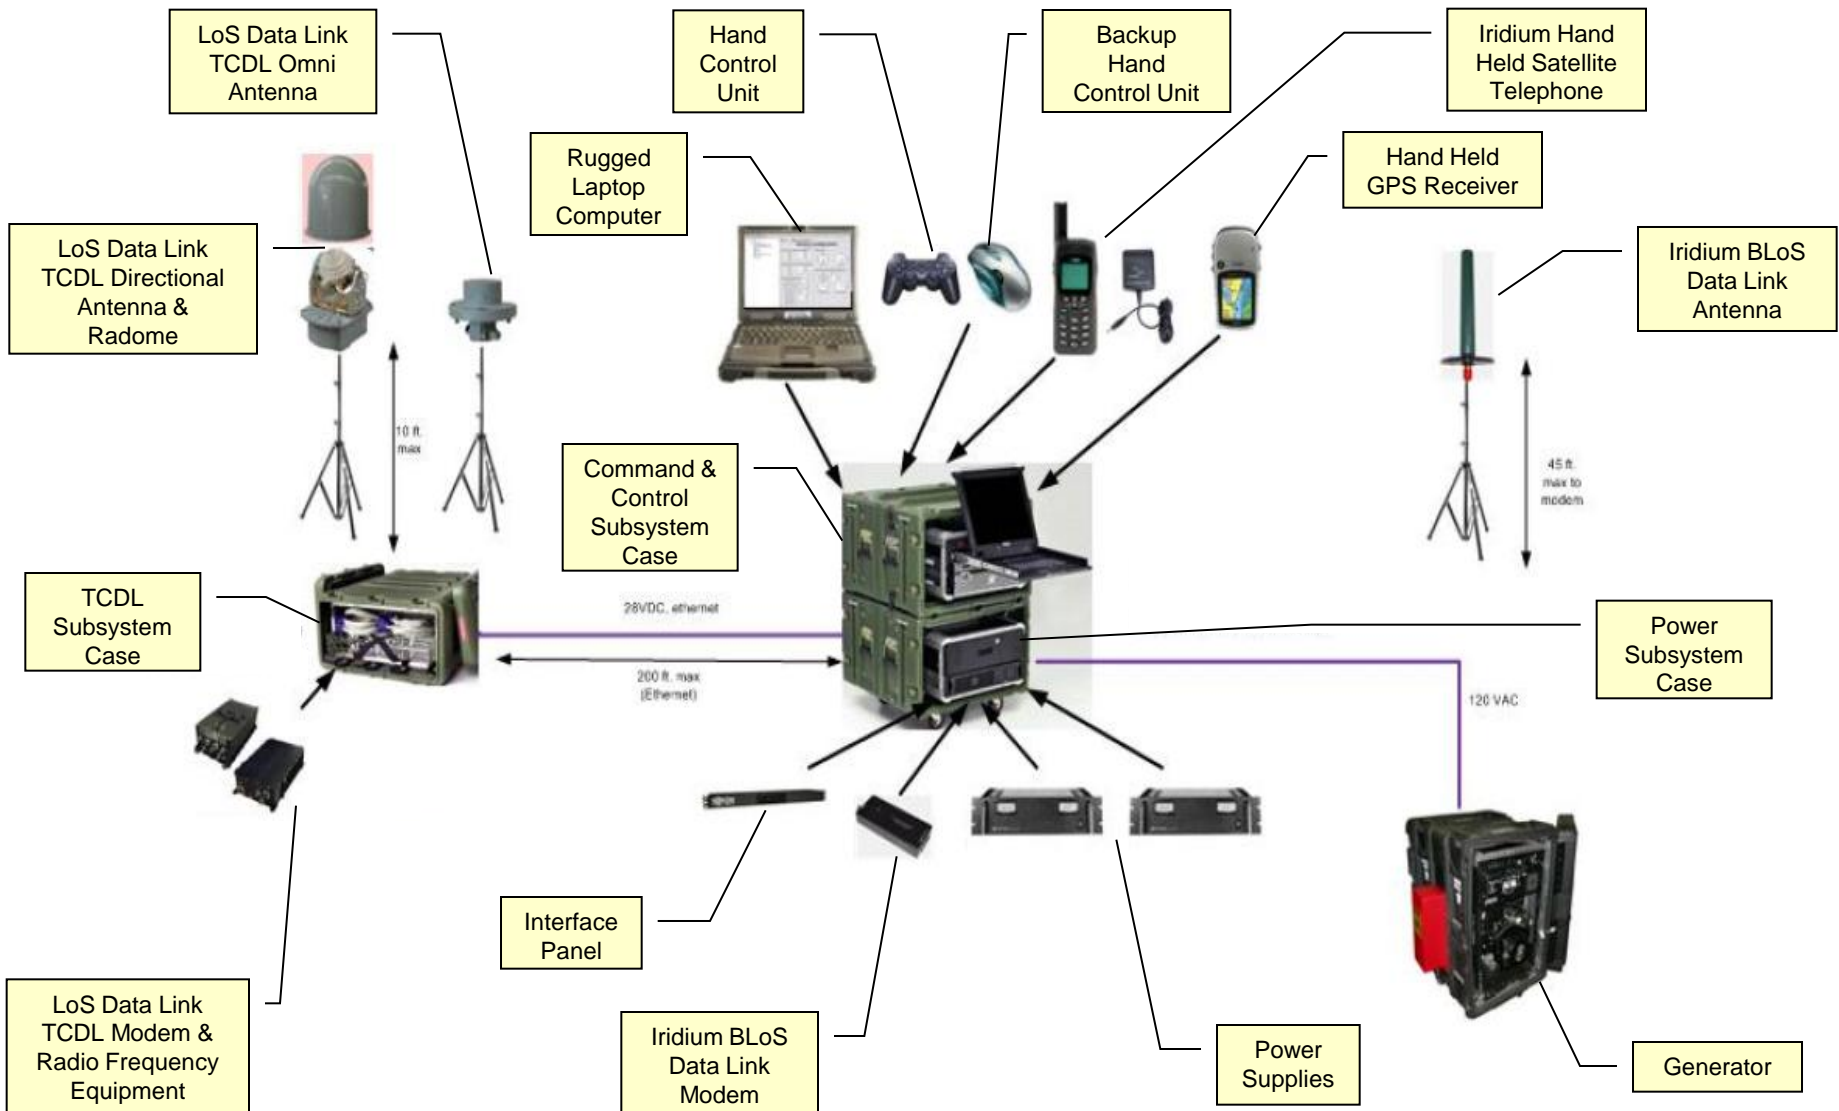 LoS Data Link
TCDL Omni
Antenna
Hand
Control
Unit
Backup
Hand
Control Unit
Iridium Hand
Held Satellite
Telephone
Rugged
Laptop
Computer
Hand Held
GPS Receiver
LoS Data Link
TCDL Directional
Antenna &
Radome
Iridium BLoS
Data Link
Antenna
10 ft.
max
Command &
Control
Subsystem
Case
45 ft.
max to
modem
TCDL
Subsystem
Case
28VDC, ethernet
200 ft. max
(Ethernet)
Power
Subsystem
Case
120 VAC
Interface
Panel
LoS Data Link
TCDL Modem &
Radio Frequency
Equipment
Iridium BLoS
Data Link
Modem
Power
Supplies
Generator